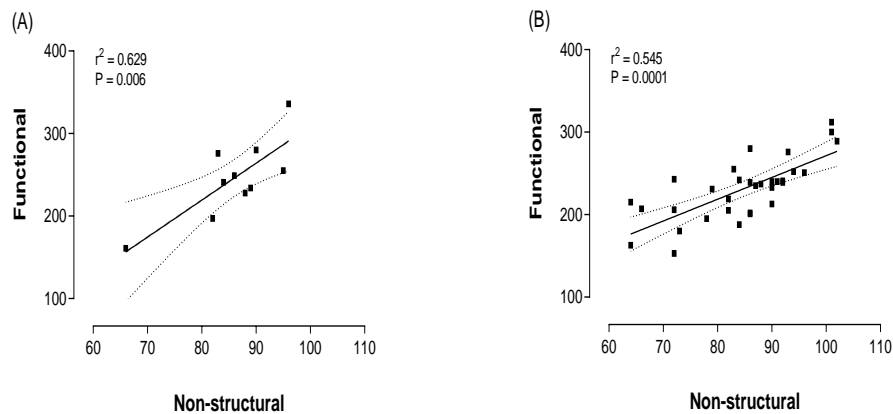 (A)
r² = 0.629
P = 0.006
400
300
200
100
Functional
60 70 80 90 100 110
Non-structural
(B)
r² = 0.545
P = 0.0001
400
300
200
100
Functional
60 70 80 90 100 110
Non-structural